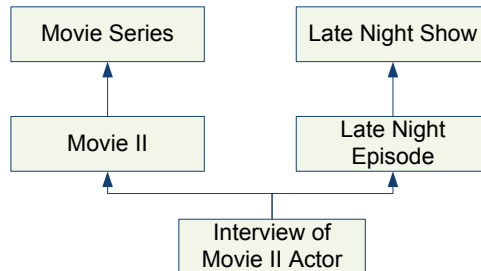 Movie Series
Late Night Show
Movie II
Late Night
Episode
Interview of
Movie II Actor